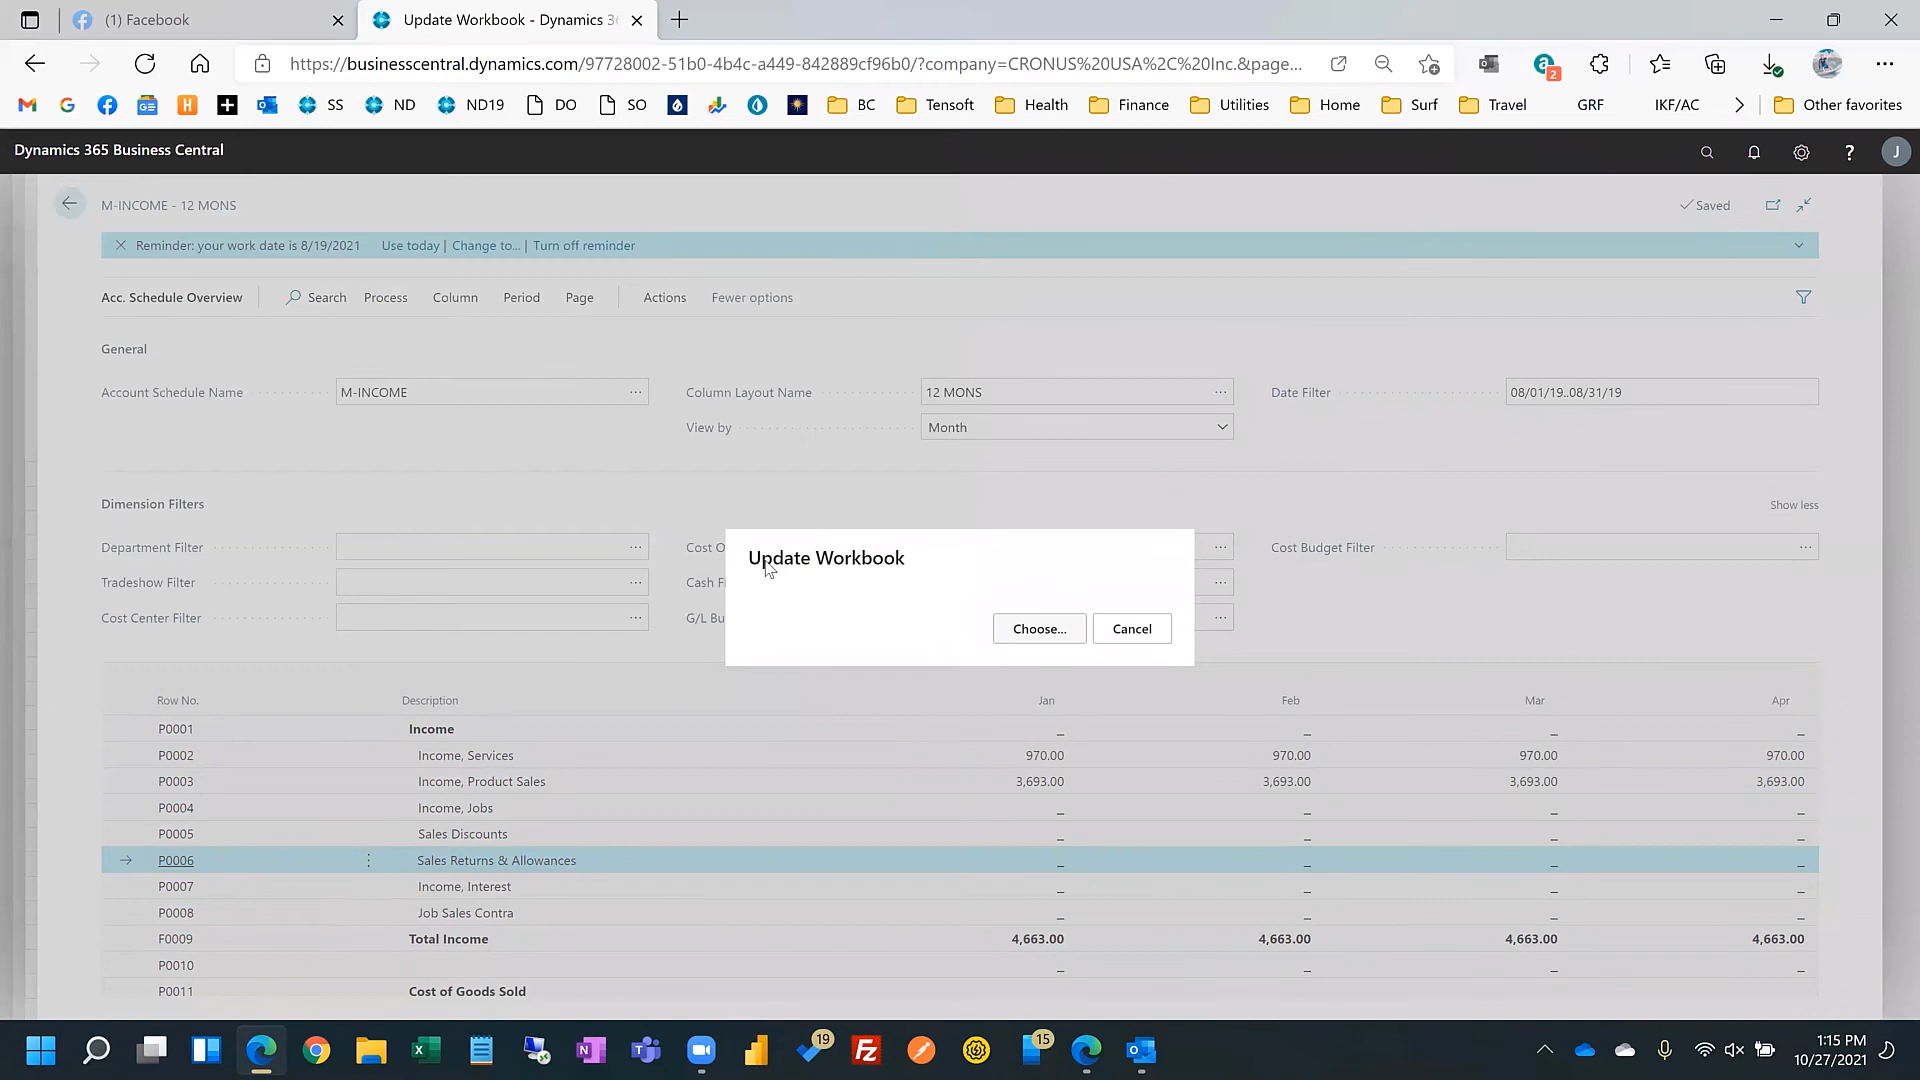 (1) Facebook
Update Workbook - Dynamics 3
https://businesscentral.dynamics.com/97728002-51b0-4b4c-a449-842889cf96b0/?company=CRONUS%20USA%2C%20Inc.&page...
2
SS
ND
ND19
DO
SO
BC
Tensoft
Health
Finance
Utilities
Home
Surf
Travel
GRF
IKF/AC
Other favorites
Dynamics 365 Business Central
J
M-INCOME - 12 MONS
Saved
Reminder: your work date is 8/19/2021 Use today | Change to... | Turn off reminder
Acc. Schedule Overview Search Process Column Period Page Actions Fewer options
General
Account Schedule Name M-INCOME ... Column Layout Name 12 MONS ... Date Filter 08/01/19..08/31/19
View by Month
Dimension Filters Show less
Department Filter ... Cost O ... Cost Budget Filter ...
Tradeshow Filter ... Cash F ...
Cost Center Filter ... G/L Bu ...
Update Workbook
Choose... Cancel
Row No. Description Jan Feb Mar Apr
P0001 Income _ _ _ _
P0002 Income, Services 970.00 970.00 970.00 970.00
P0003 Income, Product Sales 3,693.00 3,693.00 3,693.00 3,693.00
P0004 Income, Jobs _ _ _ _
P0005 Sales Discounts _ _ _ _
P0006 Sales Returns & Allowances _ _ _ _
P0007 Income, Interest _ _ _ _
P0008 Job Sales Contra _ _ _ _
F0009 Total Income 4,663.00 4,663.00 4,663.00 4,663.00
P0010 _ _ _ _
P0011 Cost of Goods Sold
19
15
1:15 PM
10/27/2021